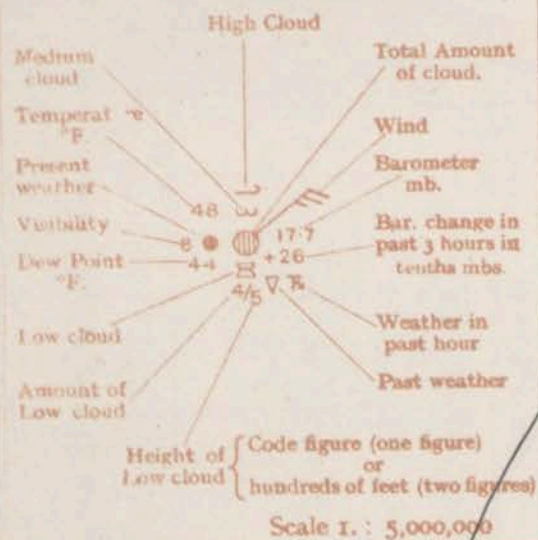 High Cloud
Medium
cloud
Total Amount
of cloud.
Temperat e
°F.
Wind
Present
weather
Barometer
mb.
48
Visibility
8
17·7
Bar. change in
past 3 hours in
tenths mbs.
Dew Point
°F.
44
+26
4/5
Low cloud
Weather in
past hour
Amount of
Low cloud
Past weather
Height of
Low cloud
Code figure (one figure)
or
hundreds of feet (two figures)
Scale 1. : 5,000,000